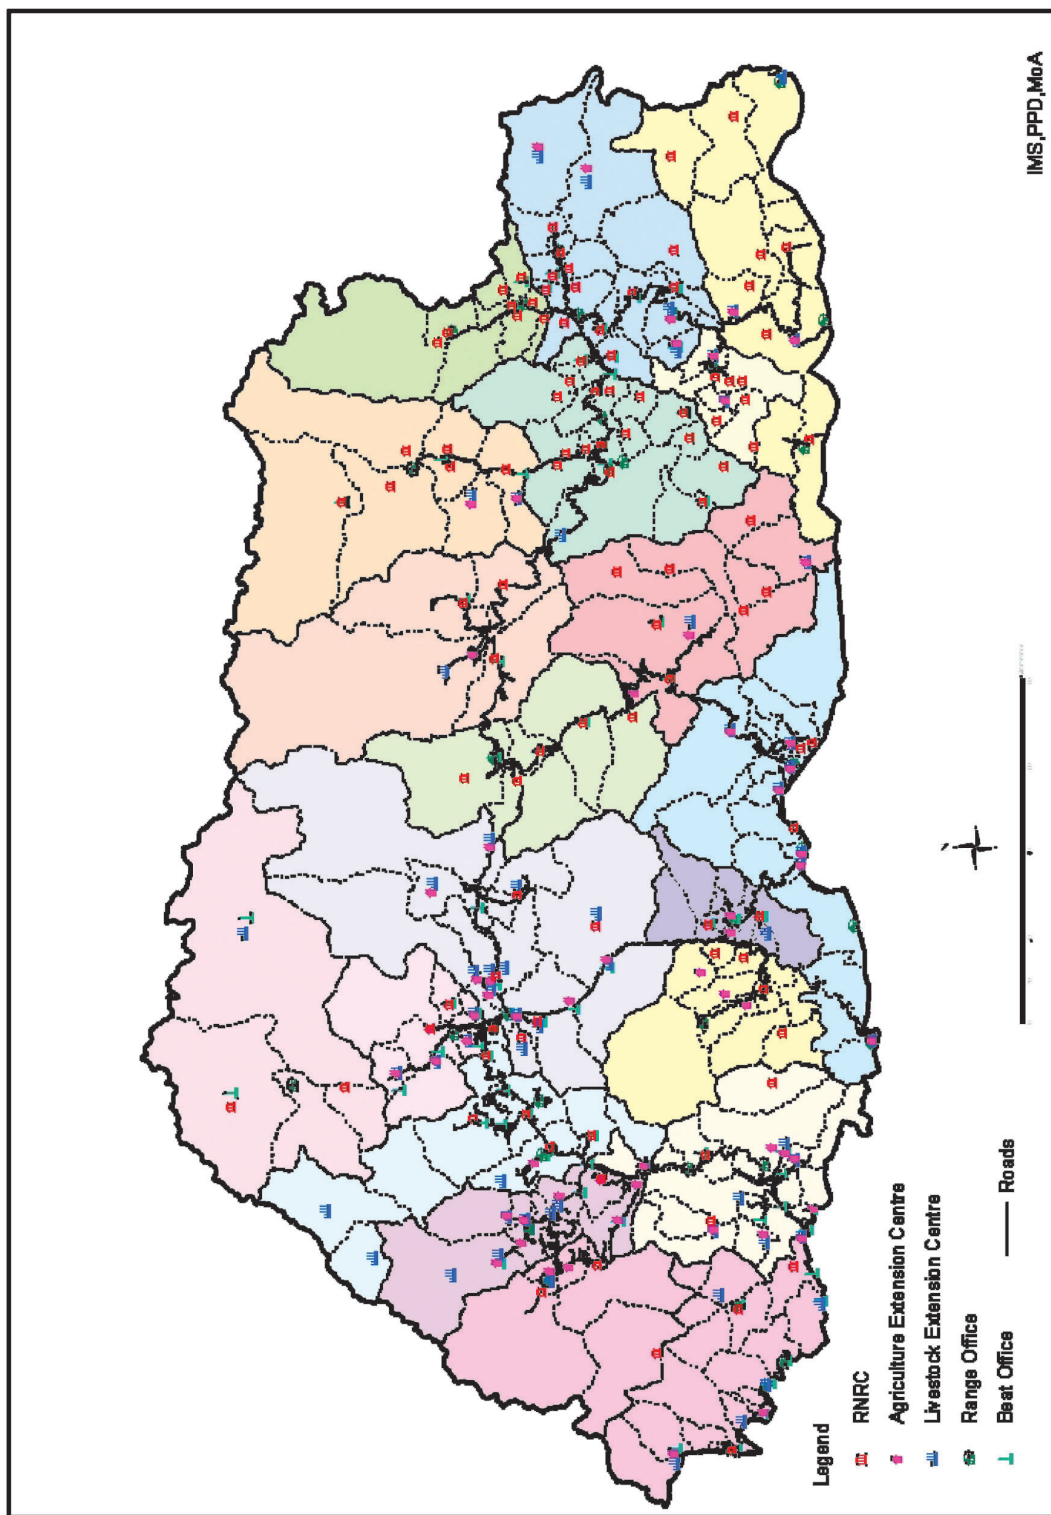 IMS,PPD,MoA
Legend
RNRC
Agriculture Extension Centre
Livestock Extension Centre
Range Office
Beat Office
Roads